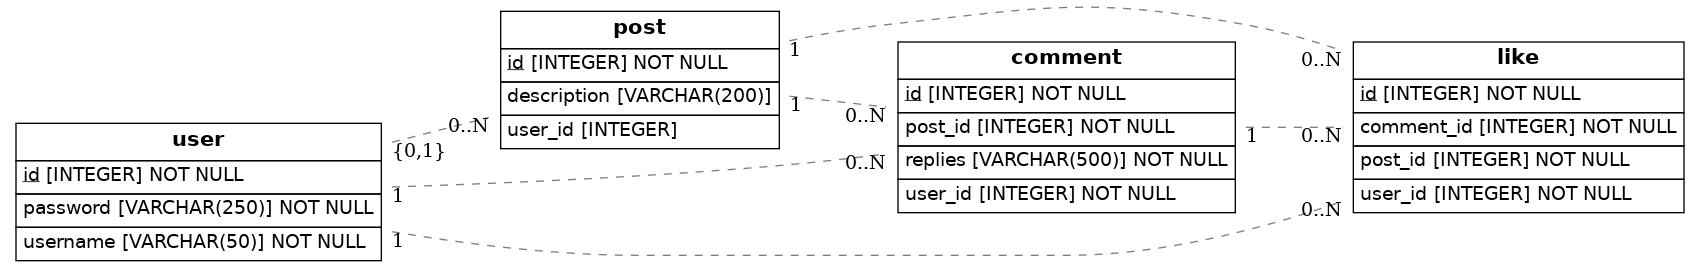 user
id [INTEGER] NOT NULL
password [VARCHAR(250)] NOT NULL
username [VARCHAR(50)] NOT NULL
{0,1}
0..N
1
0..N
1
0..N
post
id [INTEGER] NOT NULL
description [VARCHAR(200)]
user_id [INTEGER]
1
0..N
1
0..N
comment
id [INTEGER] NOT NULL
post_id [INTEGER] NOT NULL
replies [VARCHAR(500)] NOT NULL
user_id [INTEGER] NOT NULL
1
0..N
like
id [INTEGER] NOT NULL
comment_id [INTEGER] NOT NULL
post_id [INTEGER] NOT NULL
user_id [INTEGER] NOT NULL